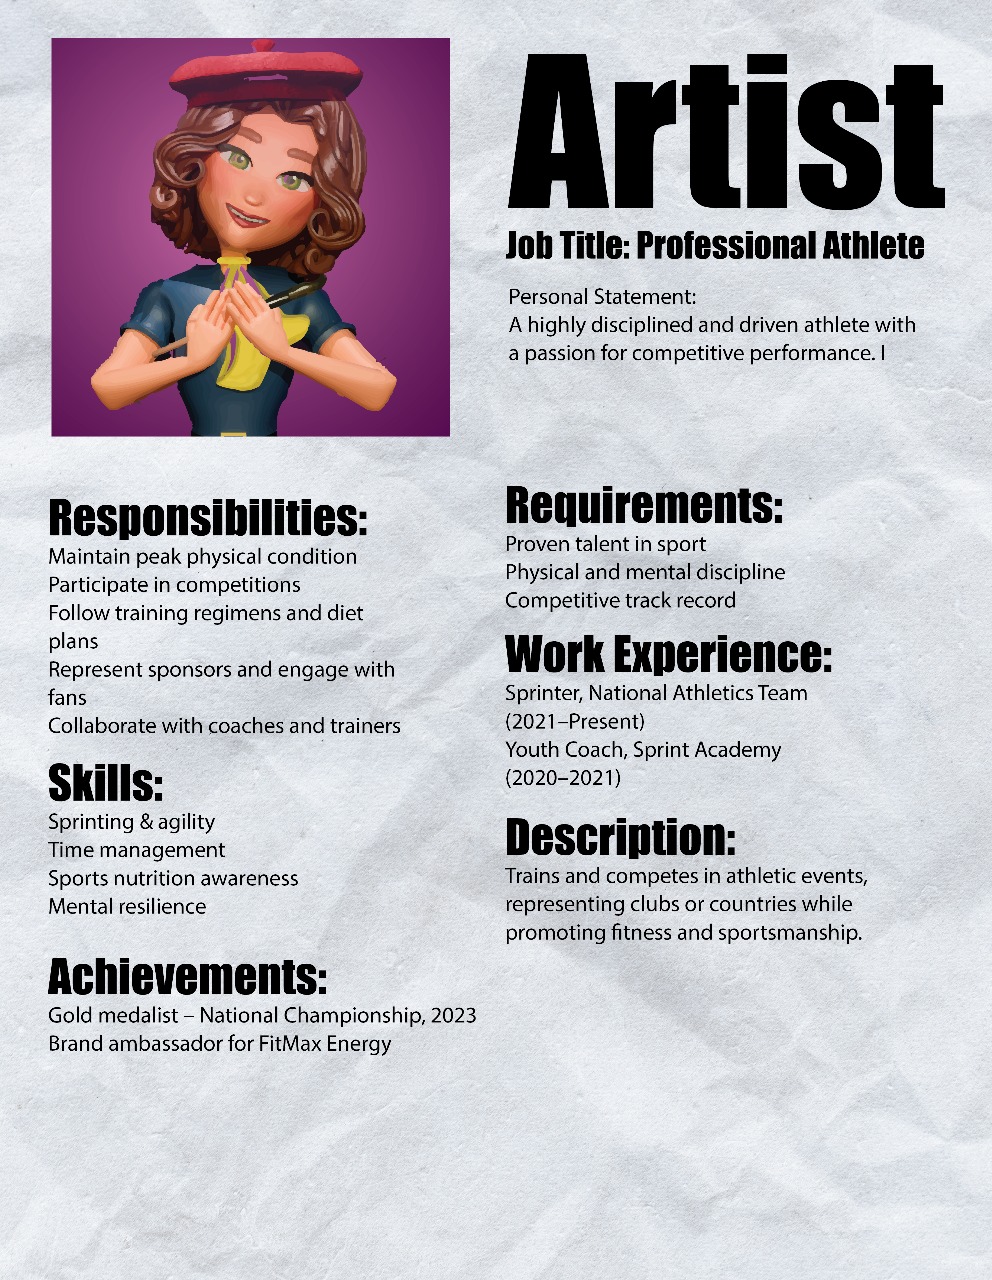 Artist
Job Title: Professional Athlete
Personal Statement:
A highly disciplined and driven athlete with
a passion for competitive performance. I
Responsibilities:
Maintain peak physical condition
Participate in competitions
Follow training regimens and diet
plans
Represent sponsors and engage with
fans
Collaborate with coaches and trainers
Skills:
Sprinting & agility
Time management
Sports nutrition awareness
Mental resilience
Achievements:
Gold medalist – National Championship, 2023
Brand ambassador for FitMax Energy
Requirements:
Proven talent in sport
Physical and mental discipline
Competitive track record
Work Experience:
Sprinter, National Athletics Team
(2021–Present)
Youth Coach, Sprint Academy
(2020–2021)
Description:
Trains and competes in athletic events,
representing clubs or countries while
promoting fitness and sportsmanship.